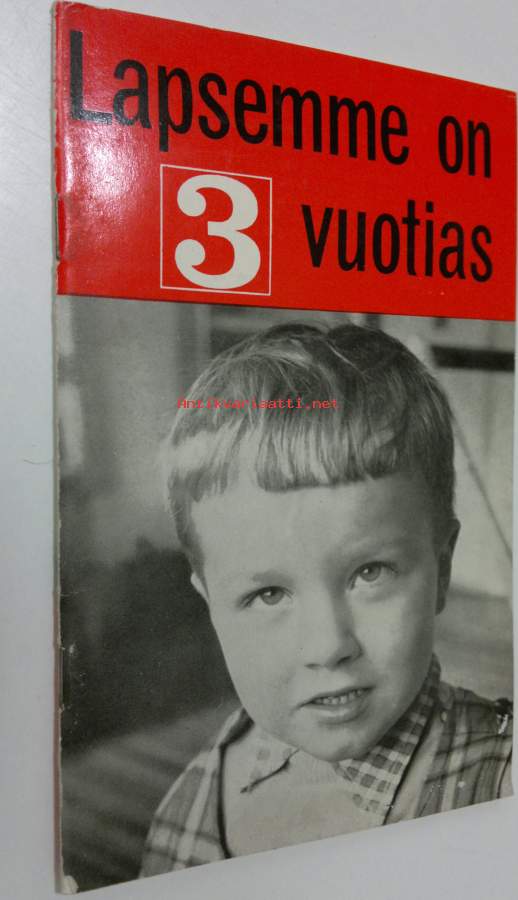 Lapsemme on
3 vuotias
Antikvariaatti.net